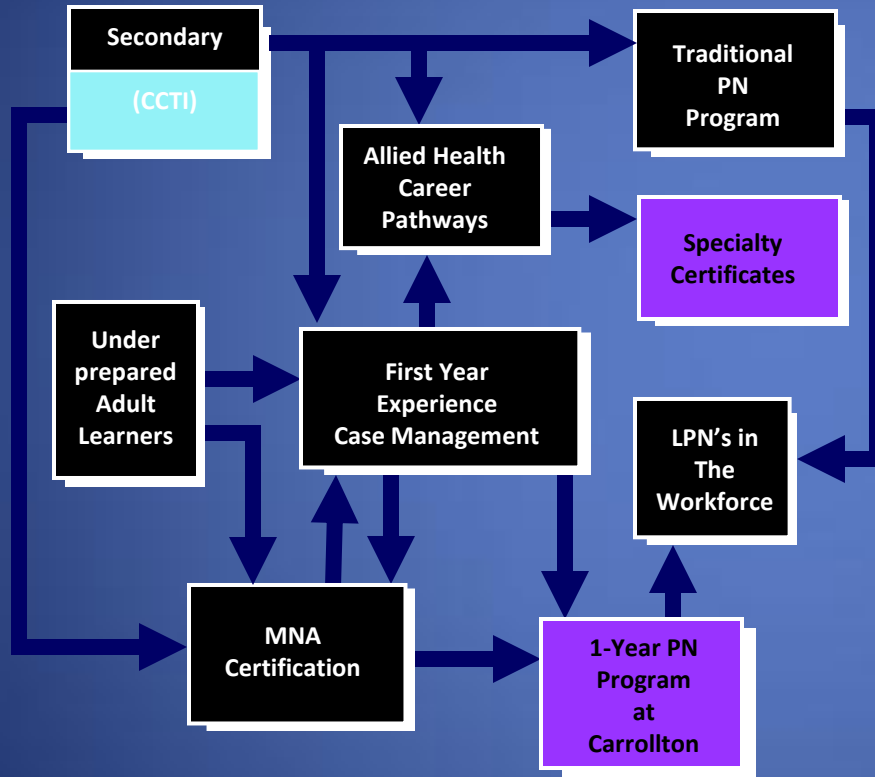 Secondary
(CCTI)
Traditional
PN
Program
Allied Health
Career
Pathways
Specialty
Certificates
Under
prepared
Adult
Learners
First Year
Experience
Case Management
LPN’s in
The
Workforce
MNA
Certification
1-Year PN
Program
at
Carrollton